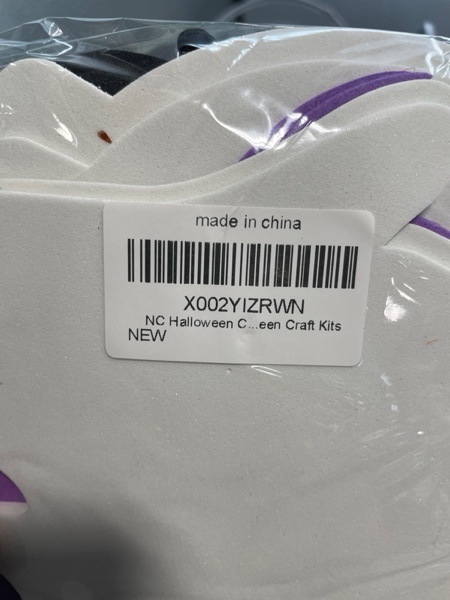 made in china
X002YIZRWN
NC Halloween C...een Craft Kits
NEW